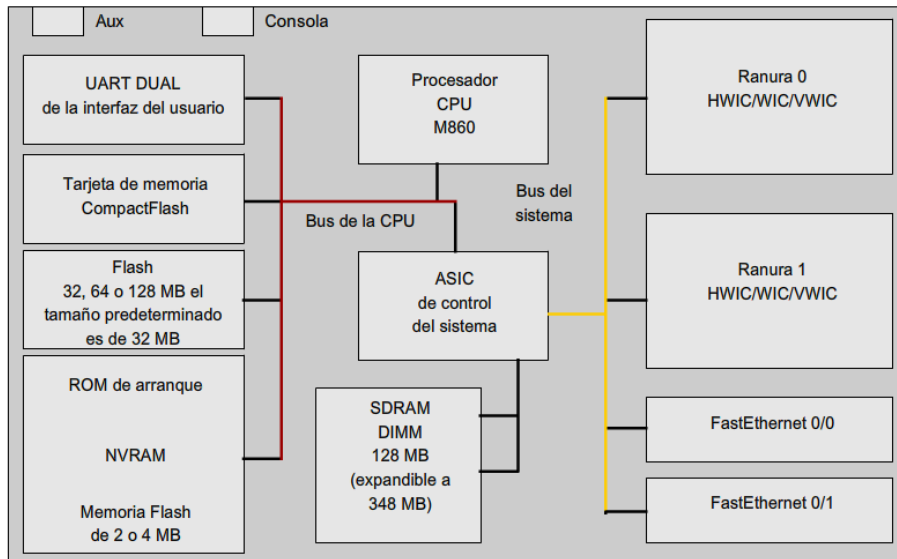 Aux
Consola
UART DUAL
de la interfaz del usuario
Tarjeta de memoria
CompactFlash
Flash
32, 64 o 128 MB el
tamaño predeterminado
es de 32 MB
ROM de arranque
NVRAM
Memoria Flash
de 2 o 4 MB
Procesador
CPU
M860
Bus de la CPU
Bus del
sistema
ASIC
de control
del sistema
SDRAM
DIMM
128 MB
(expandible a
348 MB)
Ranura 0
HWIC/WIC/VWIC
Ranura 1
HWIC/WIC/VWIC
FastEthernet 0/0
FastEthernet 0/1